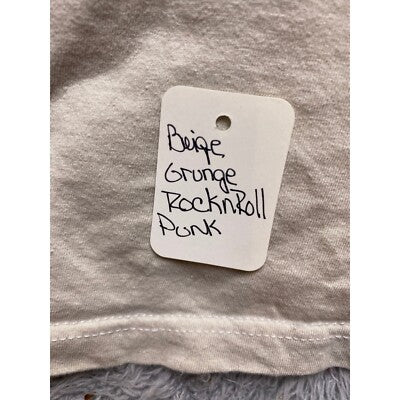 Beige
Grunge
RocknRoll
Punk